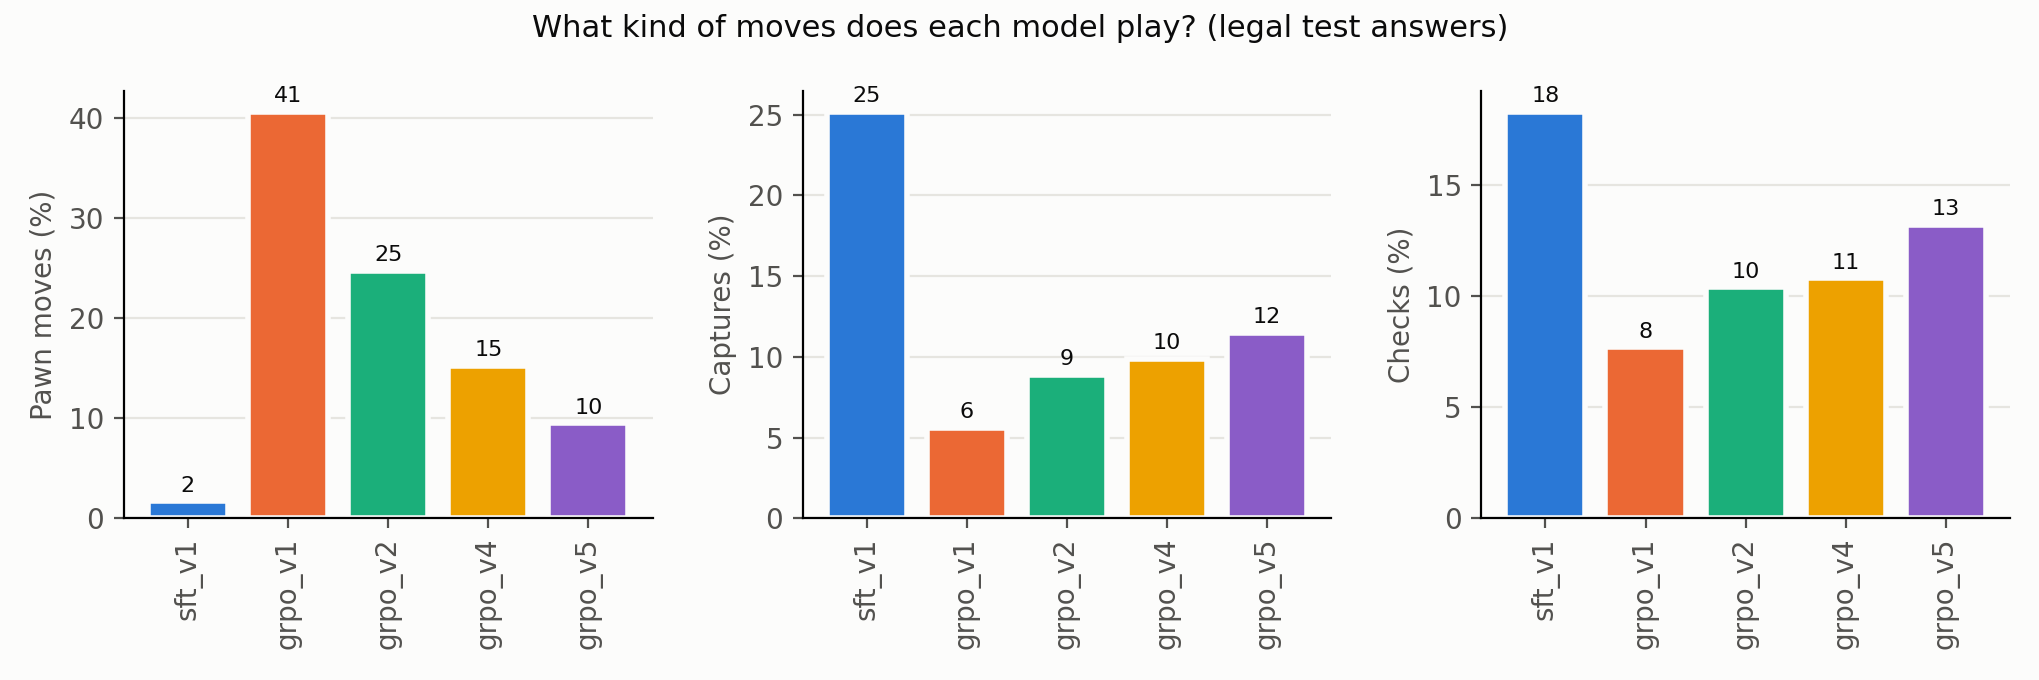 What kind of moves does each model play? (legal test answers)
Pawn moves (%)
40
30
20
10
0
2
41
25
15
10
sft_v1
grpo_v1
grpo_v2
grpo_v4
grpo_v5
Captures (%)
25
20
15
10
5
0
25
6
9
10
12
sft_v1
grpo_v1
grpo_v2
grpo_v4
grpo_v5
Checks (%)
15
10
5
0
18
8
10
11
13
sft_v1
grpo_v1
grpo_v2
grpo_v4
grpo_v5